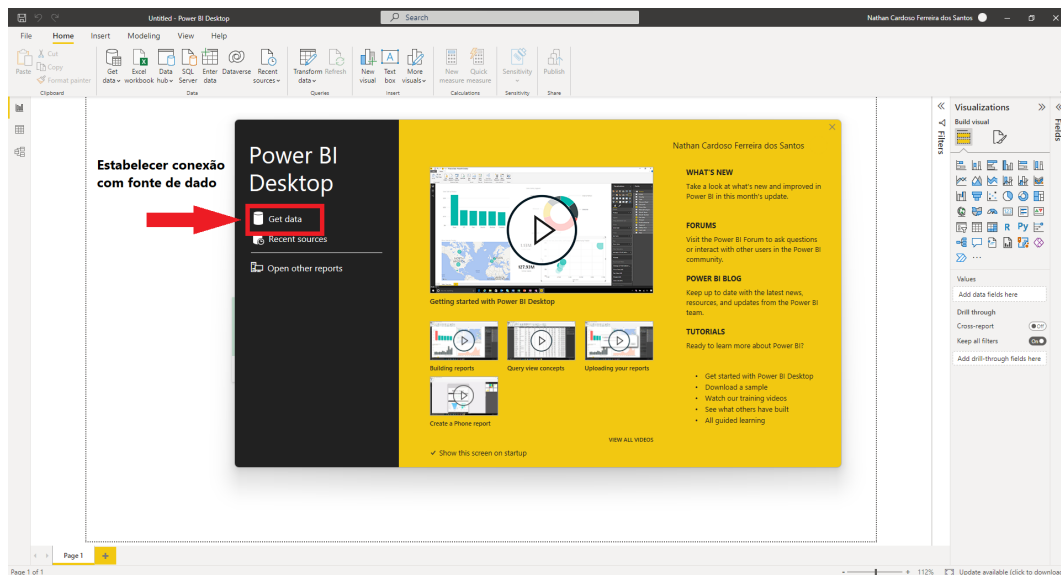 Untitled - Power BI Desktop
Search
Nathan Cardoso Ferreira dos Santos
File Home Insert Modeling View Help
Paste
Cut
Copy
Format painter
Get data
Excel workbook
Data hub
SQL Server
Enter data
Dataverse
Recent sources
Transform data
Refresh
New visual
Text box
More visuals
New measure
Quick measure
Sensitivity
Publish
Clipboard
Data
Queries
Insert
Calculations
Sensitivity
Share
Estabelecer conexão
com fonte de dado
Power BI
Desktop
Get data
Recent sources
Open other reports
Nathan Cardoso Ferreira dos Santos
Getting started with Power BI Desktop
Building reports
Query view concepts
Uploading your reports
Create a Phone report
VIEW ALL VIDEOS
Show this screen on startup
WHAT'S NEW
Take a look at what's new and improved in
Power BI in this month's update.
FORUMS
Visit the Power BI Forum to ask questions
or interact with other users in the Power BI
community.
POWER BI BLOG
Keep up to date with the latest news,
resources, and updates from the Power BI
team.
TUTORIALS
Ready to learn more about Power BI?
• Get started with Power BI Desktop
• Download a sample
• Watch our training videos
• See what others have built
• All guided learning
Filters
Visualizations
Build visual
R Py
Values
Add data fields here
Drill through
Cross-report
Off
Keep all filters
On
Add drill-through fields here
Fields
Page 1
Page 1 of 1
112%
Update available (click to download